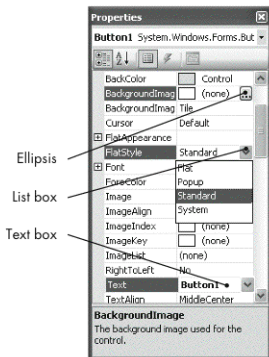 Properties
Button1 System.Windows.Forms.But
BackColor Control
BackgroundImag (none)
BackgroundImag Tile
Cursor Default
FlatAppearance
Ellipsis
FlatStyle Standard
Font
Flat
ForeColor
Popup
List box
Image
Standard
ImageAlign
System
ImageIndex (none)
Text box
ImageKey (none)
ImageList (none)
RightToLeft No
Text Button1
TextAlign MiddleCenter
BackgroundImage
The background image used for the
control.